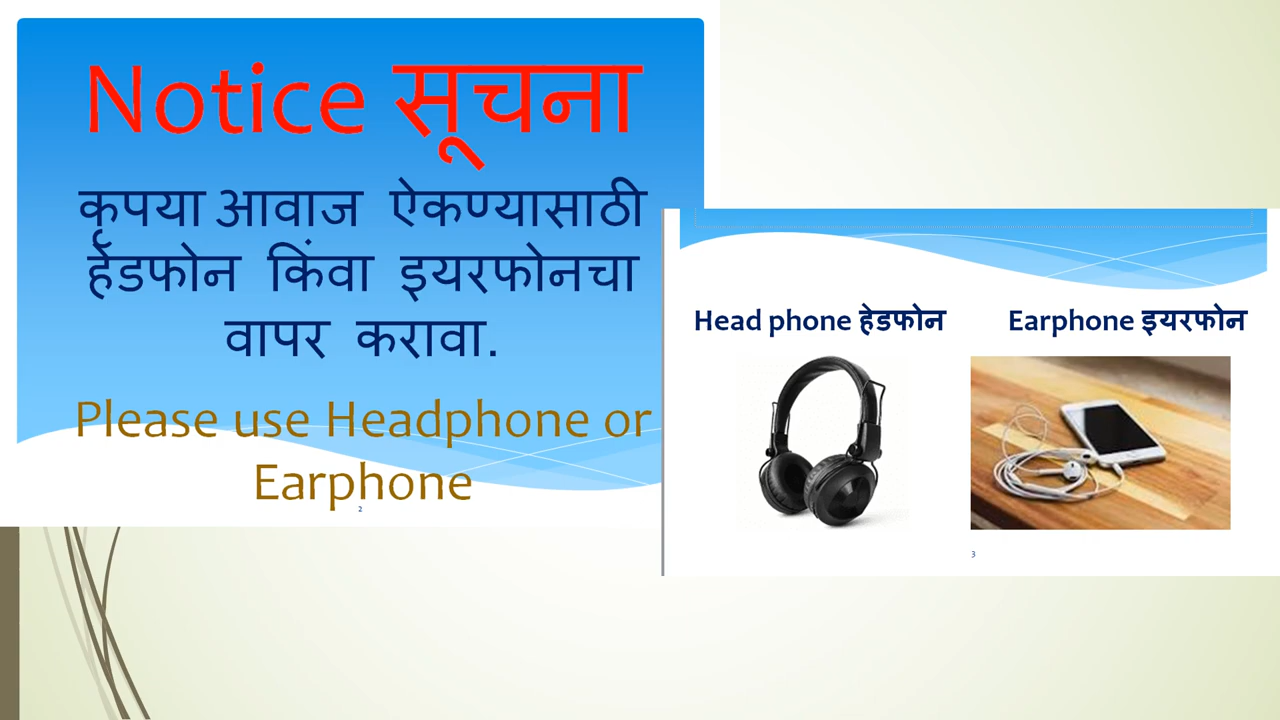 Notice सूचना
कृपया आवाज ऐकण्यासाठी
हेडफोन किंवा इयरफोनचा
वापर करावा.
Please use Headphone or
Earphone
2
Head phone हेडफोन
Earphone इयरफोन
3